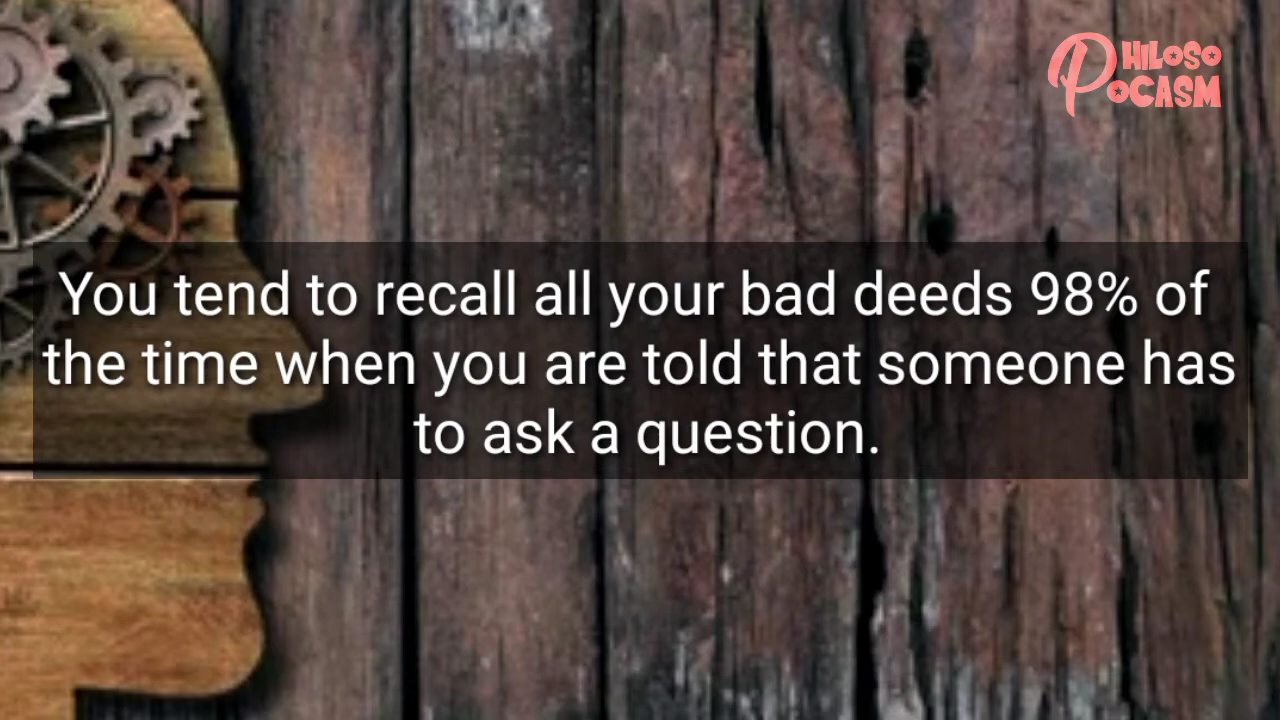 PHILOSO
POCASM
You tend to recall all your bad deeds 98% of
the time when you are told that someone has
to ask a question.